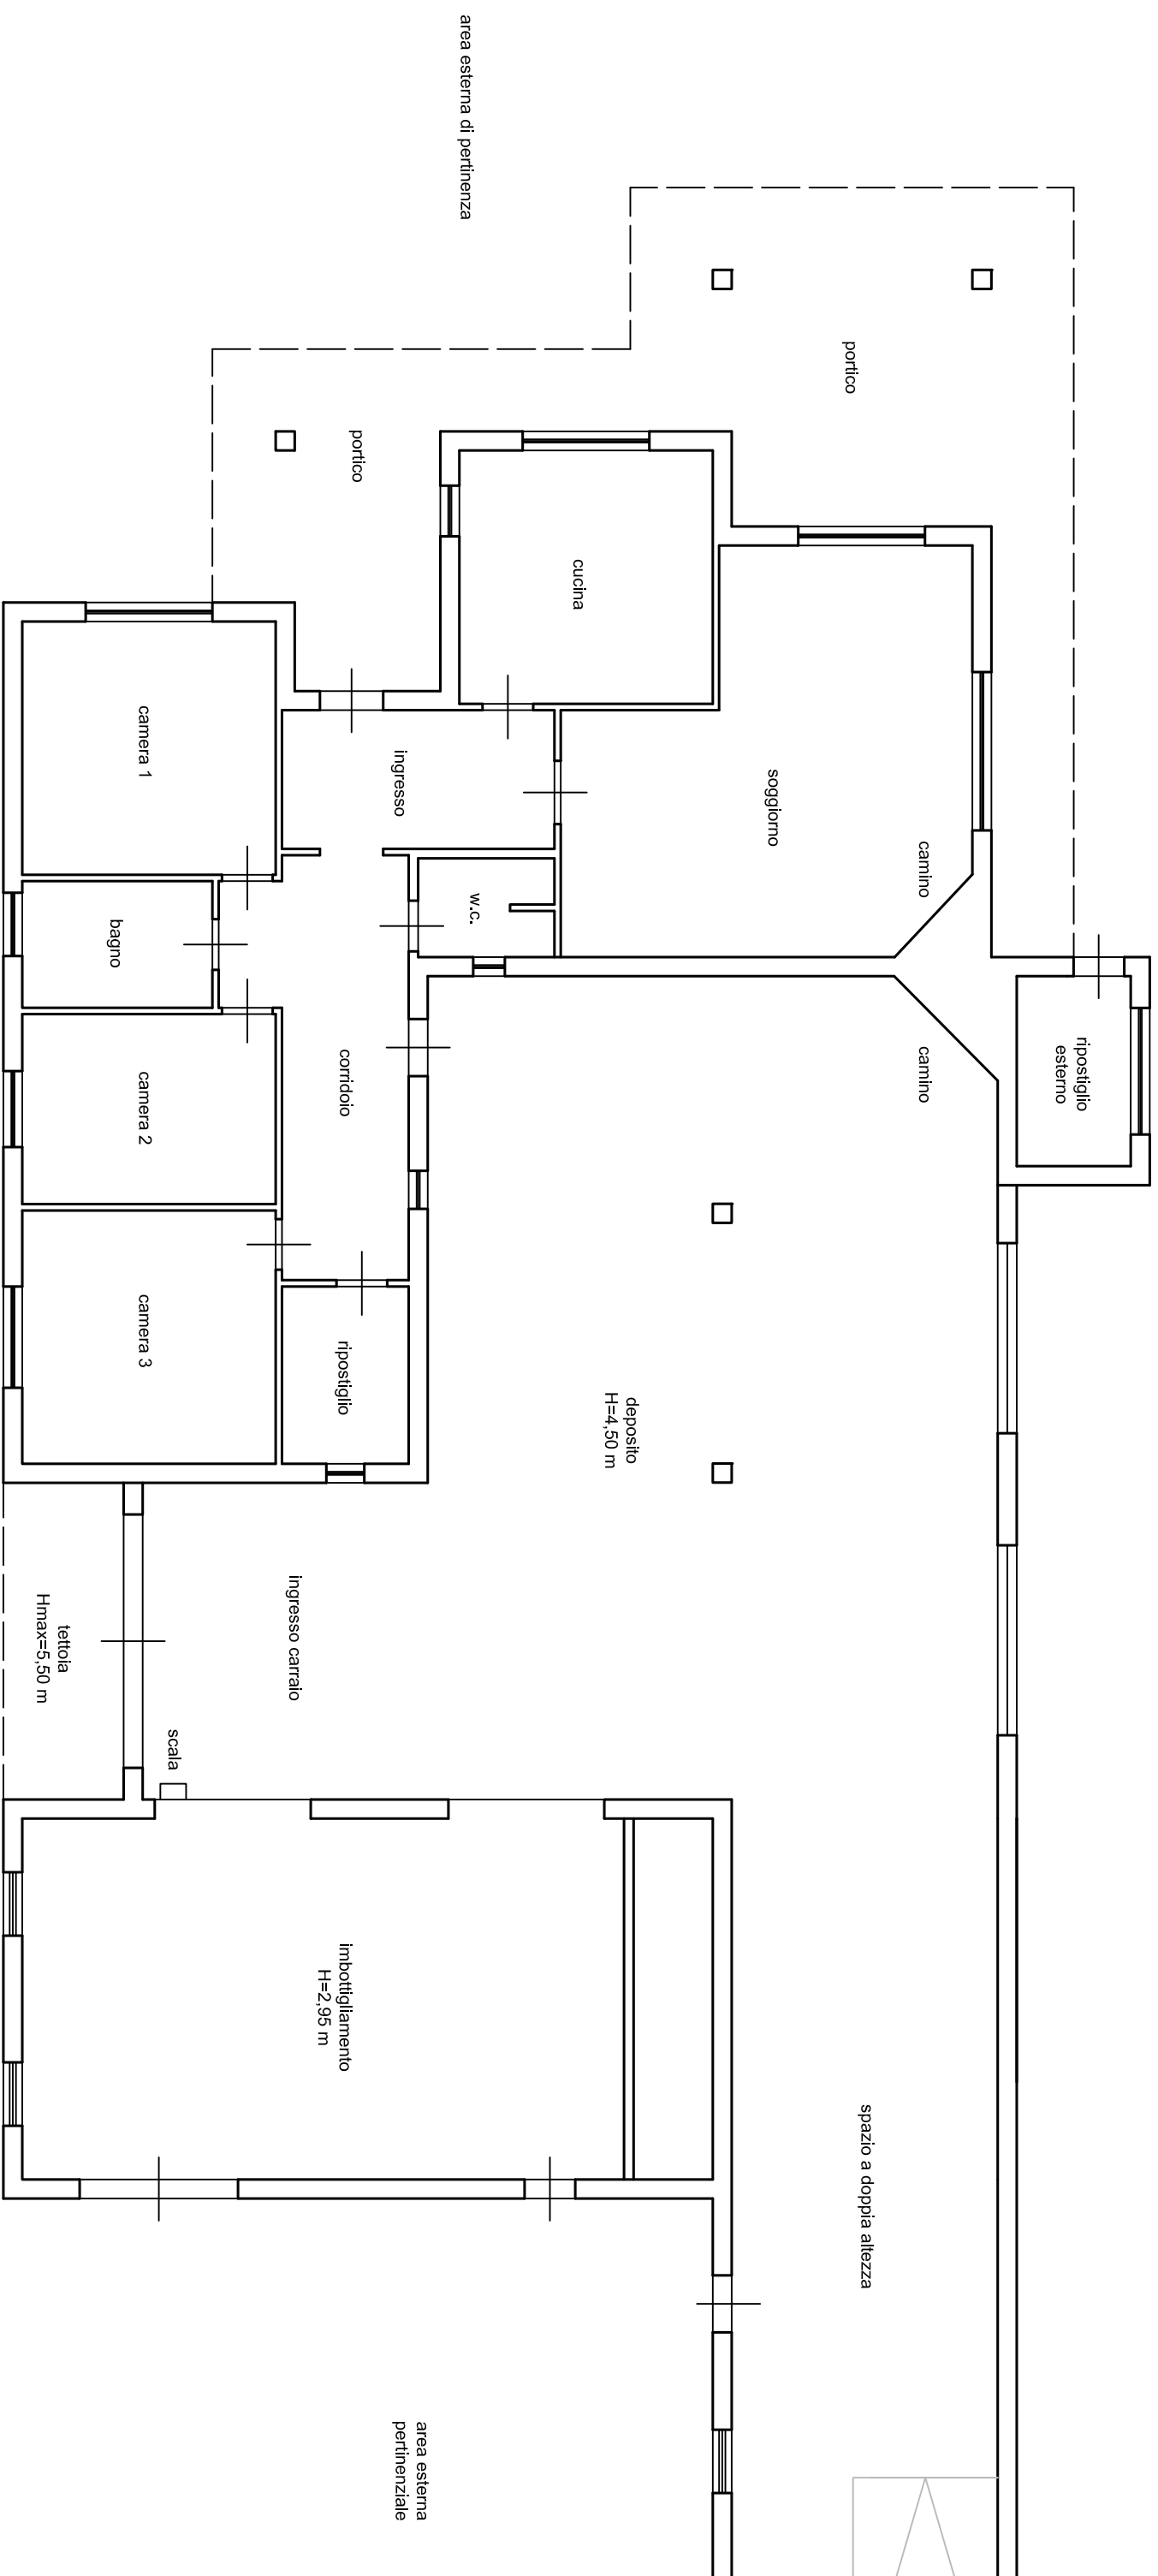 area esterna di pertinenza
portico
portico
cucina
soggiorno
camino
camera 1
ingresso
w.c.
bagno
corridoio
camino
ripostiglio
esterno
camera 2
camera 3
ripostiglio
deposito
H=4,50 m
ingresso carraio
tettoia
Hmax=5,50 m
scala
imbottigliamento
H=2,95 m
spazio a doppia altezza
area esterna
pertinenziale